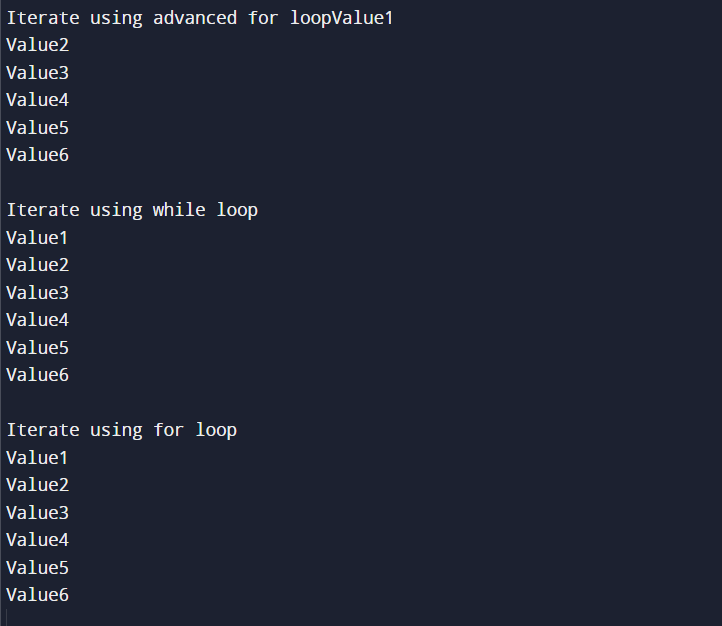 Iterate using advanced for loopValue1
Value2
Value3
Value4
Value5
Value6

Iterate using while loop
Value1
Value2
Value3
Value4
Value5
Value6

Iterate using for loop
Value1
Value2
Value3
Value4
Value5
Value6